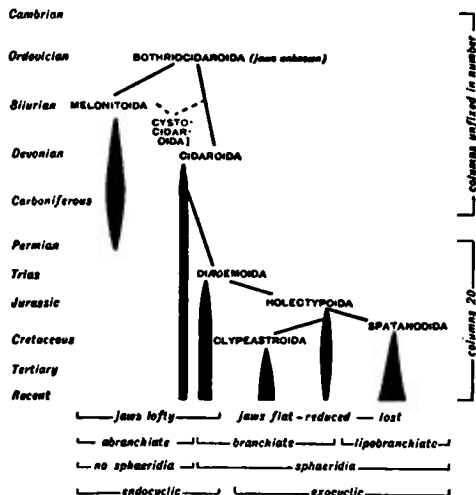 Cambrian
Ordovician BOTHRIOCIDAROIDA (jaws unknown)
Silurian MELONITOIDA
CYSTO-
CIDAR-
OIDA]
Devonian CIDAROIDA
Carboniferous
Permian
Trias DIADEMOIDA
Jurassic HOLECTYPOIDA
SPATANGOIDA
Cretaceous CLYPEASTROIDA
Tertiary
Recent
columns unfixed in number
columns 20
jaws lofty jaws flat - reduced - lost
abranchiate branchiate lipobranchiate
no sphaeridia sphaeridia
endocyclic exocyclic